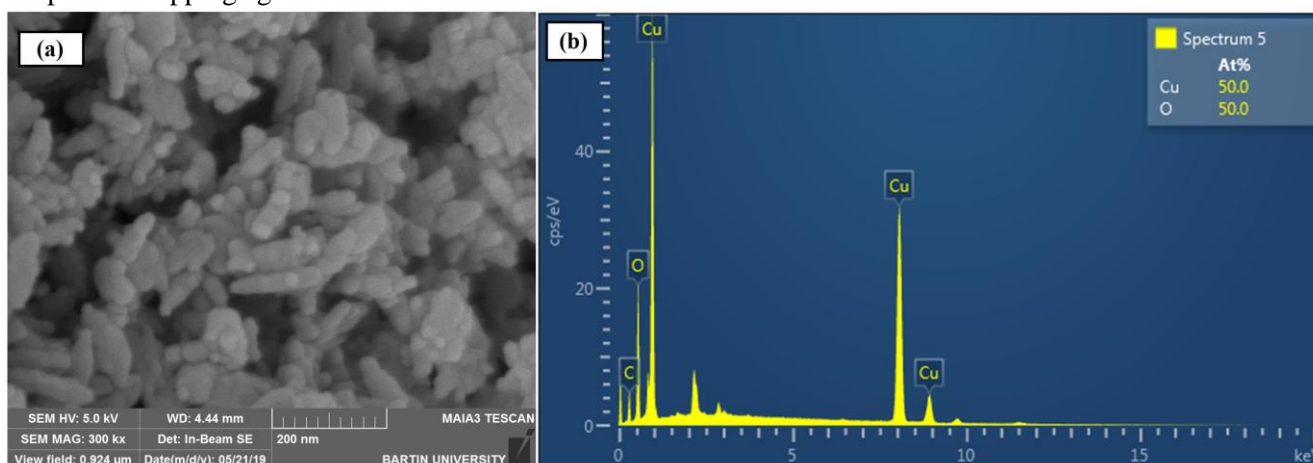 (a)
SEM HV: 5.0 kV
WD: 4.44 mm
MAIA3 TESCAN
SEM MAG: 300 kx
Det: In-Beam SE
200 nm
View field: 0.924 µm
Date(m/d/y): 05/21/19
BARTIN UNIVERSITY
(b)
Spectrum 5
At%
Cu 50.0
O 50.0
cps/eV
40
20
0
Cu
O
C
Cu
Cu
0 5 10 15 ke